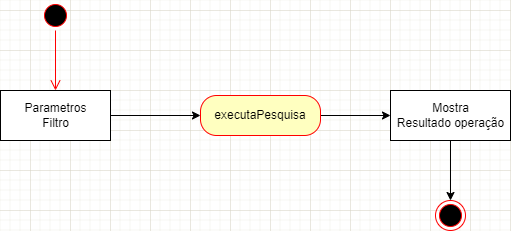 Parametros
Filtro
executaPesquisa
Mostra
Resultado operação